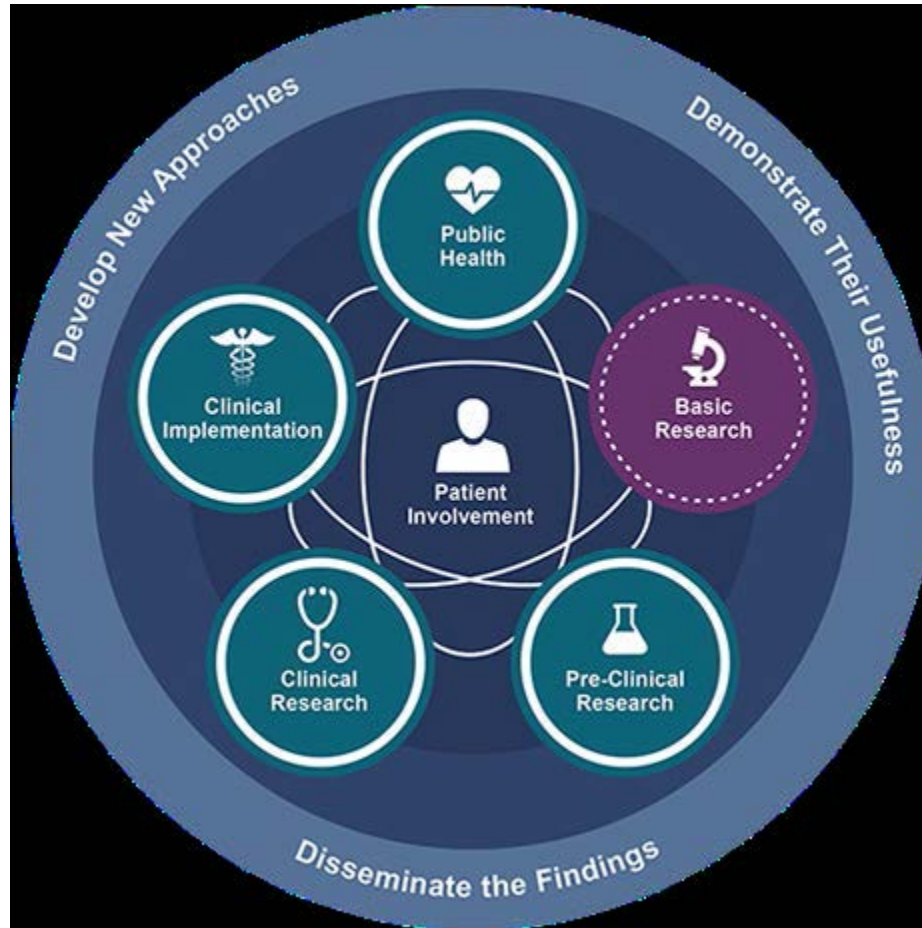 Develop New Approaches
Demonstrate Their Usefulness
Public
Health
Clinical
Implementation
Basic
Research
Patient
Involvement
Clinical
Research
Pre-Clinical
Research
Disseminate the Findings